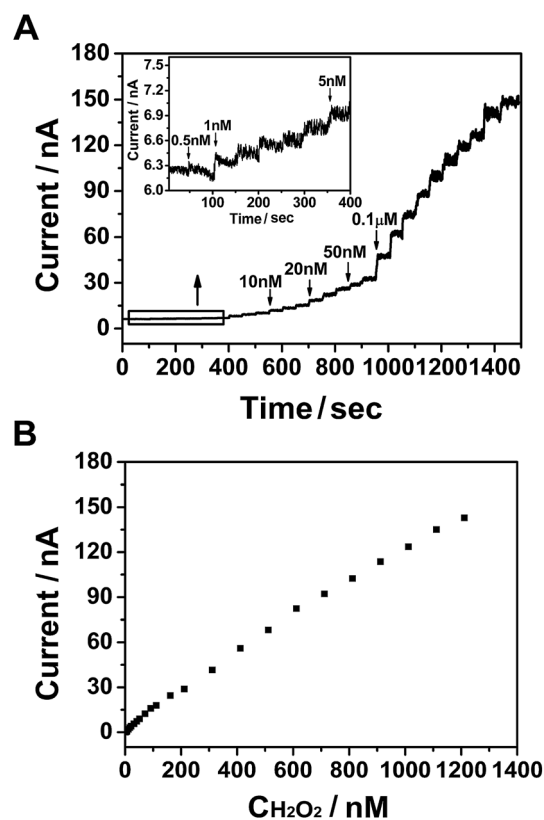 A
180
150
120
90
60
30
0
Current / nA
7.5
7.2
6.9
6.6
6.3
6.0
Current / nA
0.5nM
1nM
5nM
100 200 300 400
Time / sec
10nM
20nM
50nM
0.1μM
0 200 400 600 800 1000 1200 1400
Time / sec
B
180
150
120
90
60
30
0
Current / nA
0 200 400 600 800 1000 1200 1400
CH2O2 / nM